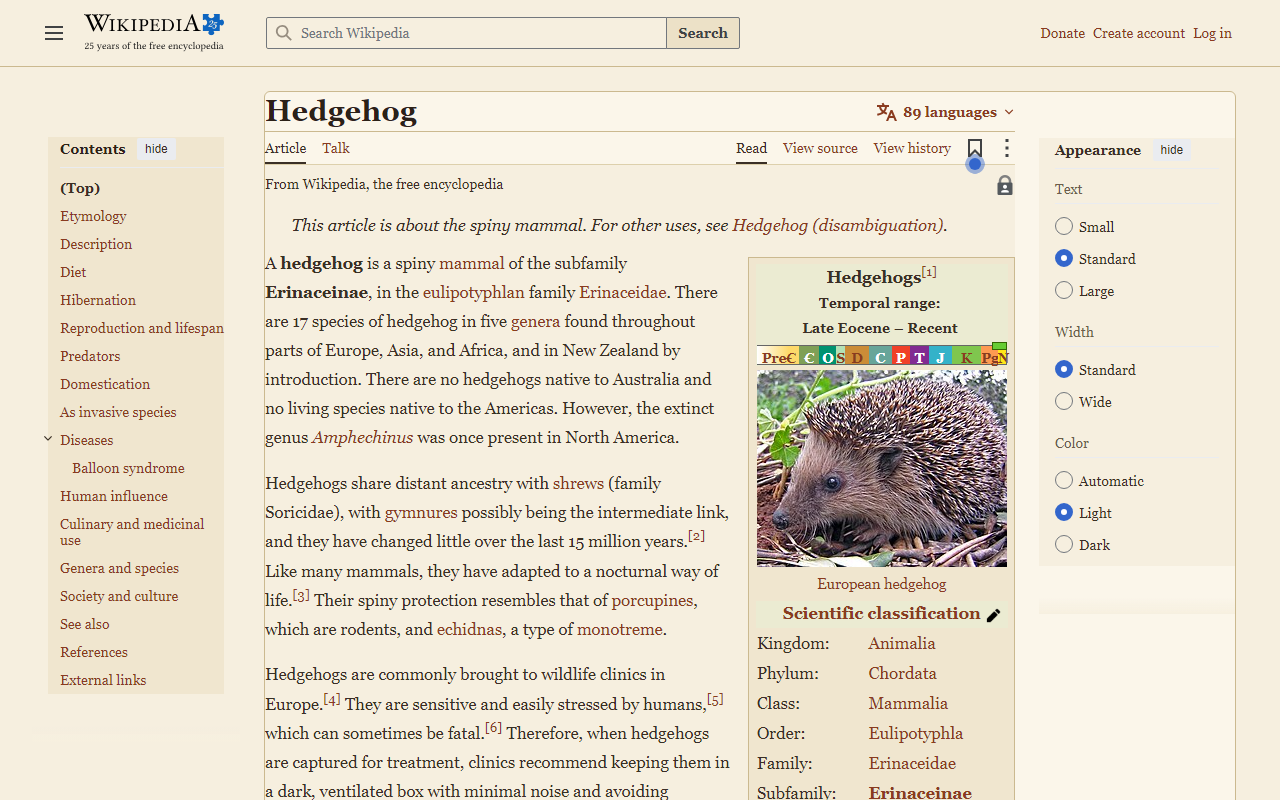 WIKIPEDIA 25
25 years of the free encyclopedia
Search Wikipedia
Search
Donate Create account Log in
Contents hide
(Top)
Etymology
Description
Diet
Hibernation
Reproduction and lifespan
Predators
Domestication
As invasive species
Diseases
Balloon syndrome
Human influence
Culinary and medicinal
use
Genera and species
Society and culture
See also
References
External links
Hedgehog
89 languages
Article Talk
Read View source View history
From Wikipedia, the free encyclopedia
This article is about the spiny mammal. For other uses, see Hedgehog (disambiguation).
A hedgehog is a spiny mammal of the subfamily
Erinaceinae, in the eulipotyphlan family Erinaceidae. There
are 17 species of hedgehog in five genera found throughout
parts of Europe, Asia, and Africa, and in New Zealand by
introduction. There are no hedgehogs native to Australia and
no living species native to the Americas. However, the extinct
genus Amphechinus was once present in North America.
Hedgehogs share distant ancestry with shrews (family
Soricidae), with gymnures possibly being the intermediate link,
and they have changed little over the last 15 million years.[2]
Like many mammals, they have adapted to a nocturnal way of
life.[3] Their spiny protection resembles that of porcupines,
which are rodents, and echidnas, a type of monotreme.
Hedgehogs are commonly brought to wildlife clinics in
Europe.[4] They are sensitive and easily stressed by humans,[5]
which can sometimes be fatal.[6] Therefore, when hedgehogs
are captured for treatment, clinics recommend keeping them in
a dark, ventilated box with minimal noise and avoiding
Hedgehogs[1]
Temporal range:
Late Eocene – Recent
PreЄ Є O S D C P T J K Pg N
European hedgehog
Scientific classification
Kingdom: Animalia
Phylum: Chordata
Class: Mammalia
Order: Eulipotyphla
Family: Erinaceidae
Subfamily: Erinaceinae
Appearance hide
Text
Small
Standard
Large
Width
Standard
Wide
Color
Automatic
Light
Dark